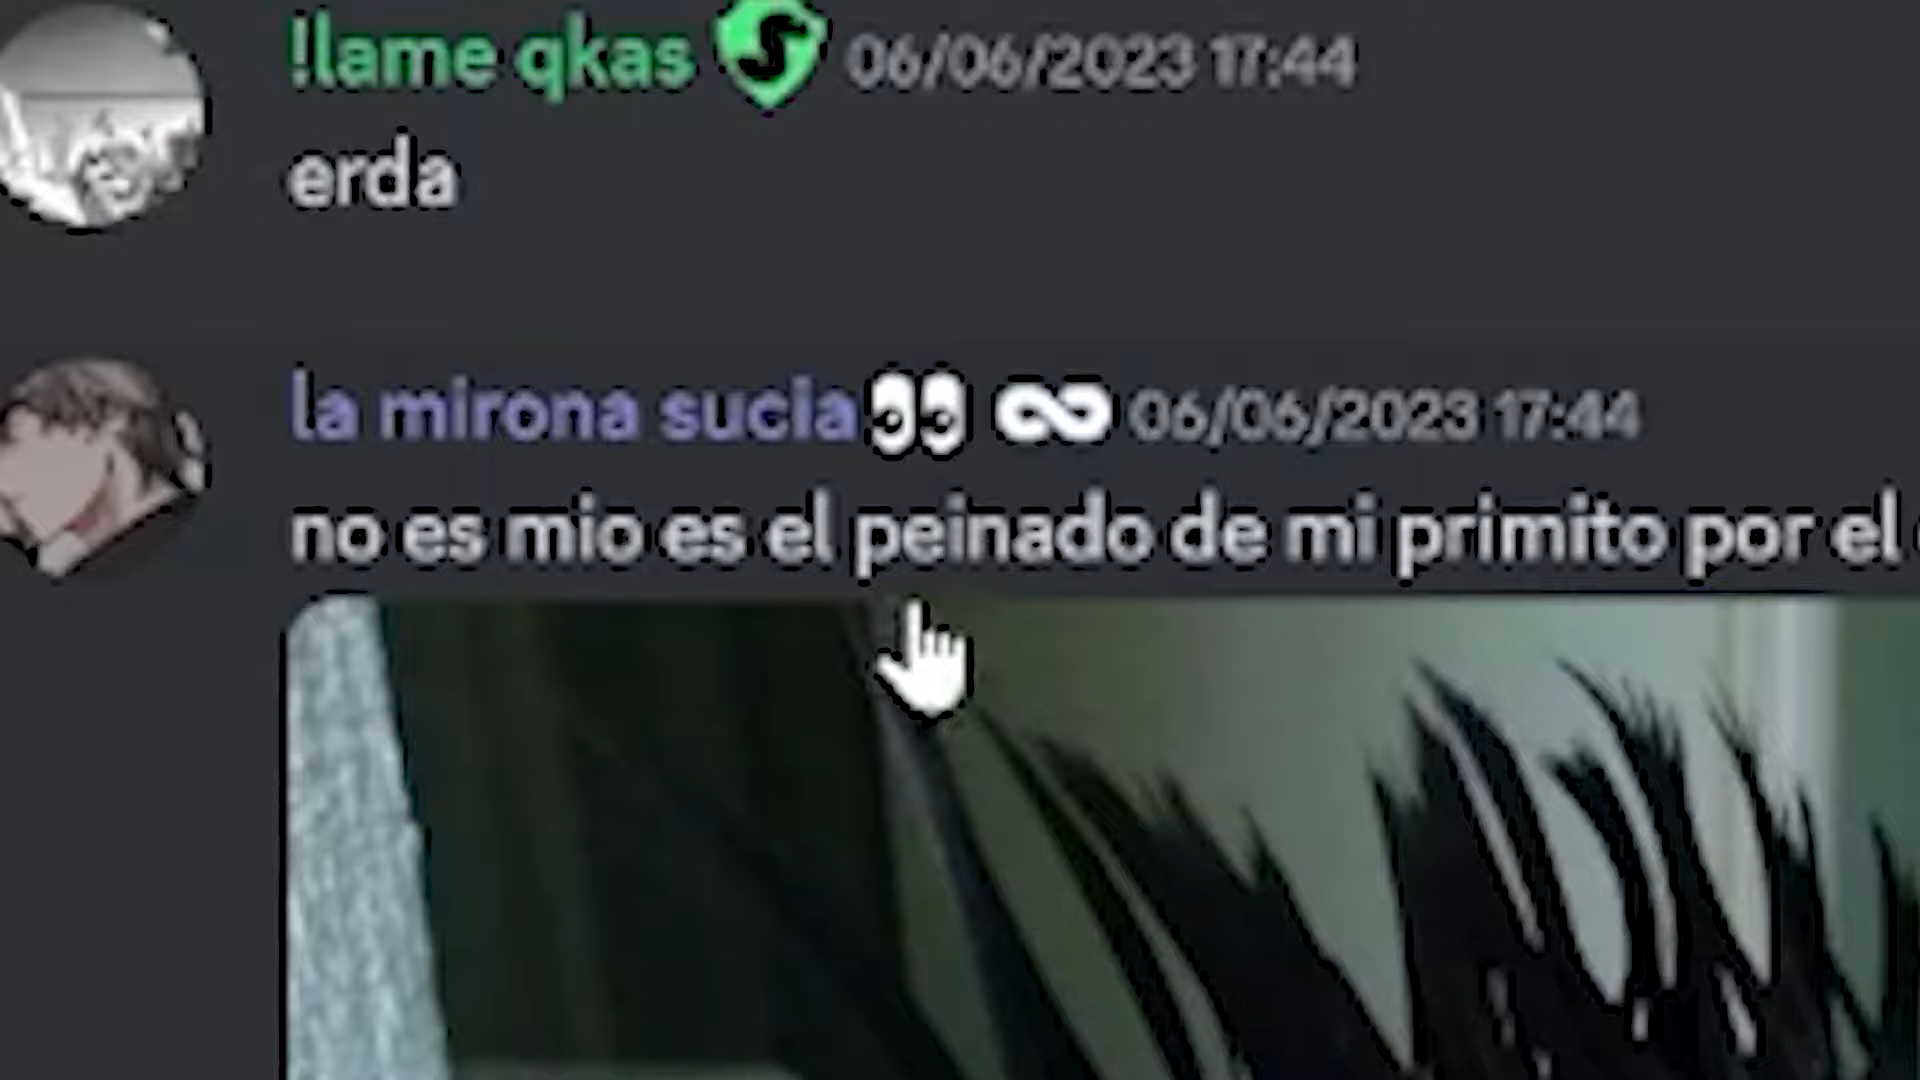 !lame qkas 06/06/2023 17:44
erda
la mirona sucia👀 ∞ 06/06/2023 17:44
no es mio es el peinado de mi primito por el